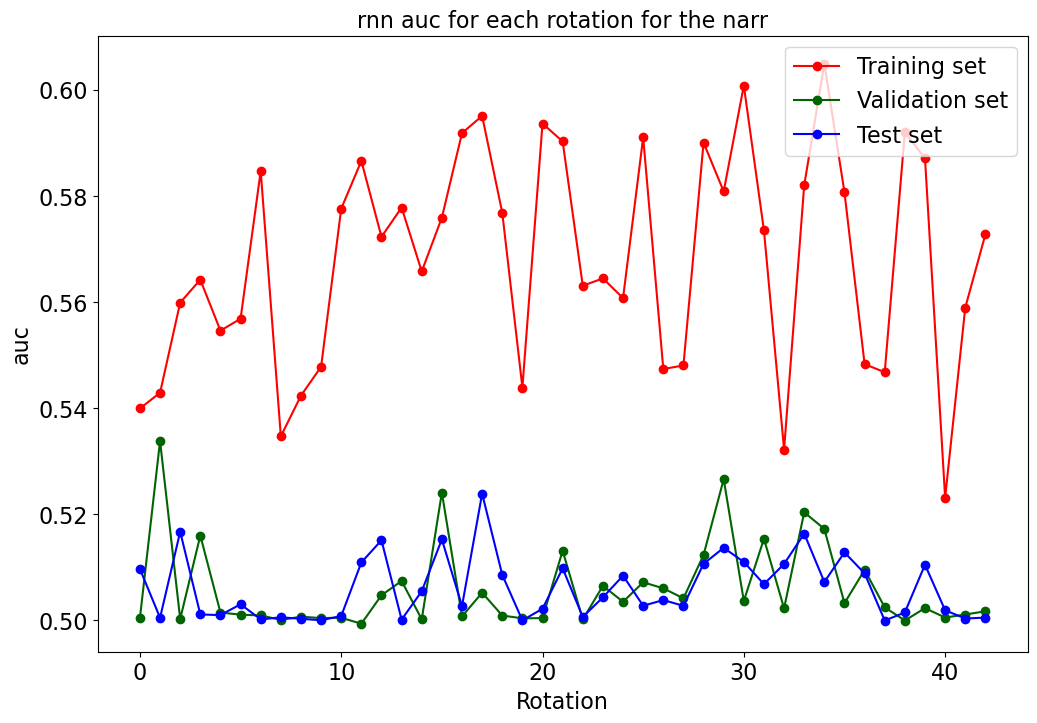 rnn auc for each rotation for the narr
Training set
Validation set
Test set
0.60
0.58
0.56
0.54
0.52
0.50
auc
0
10
20
30
40
Rotation